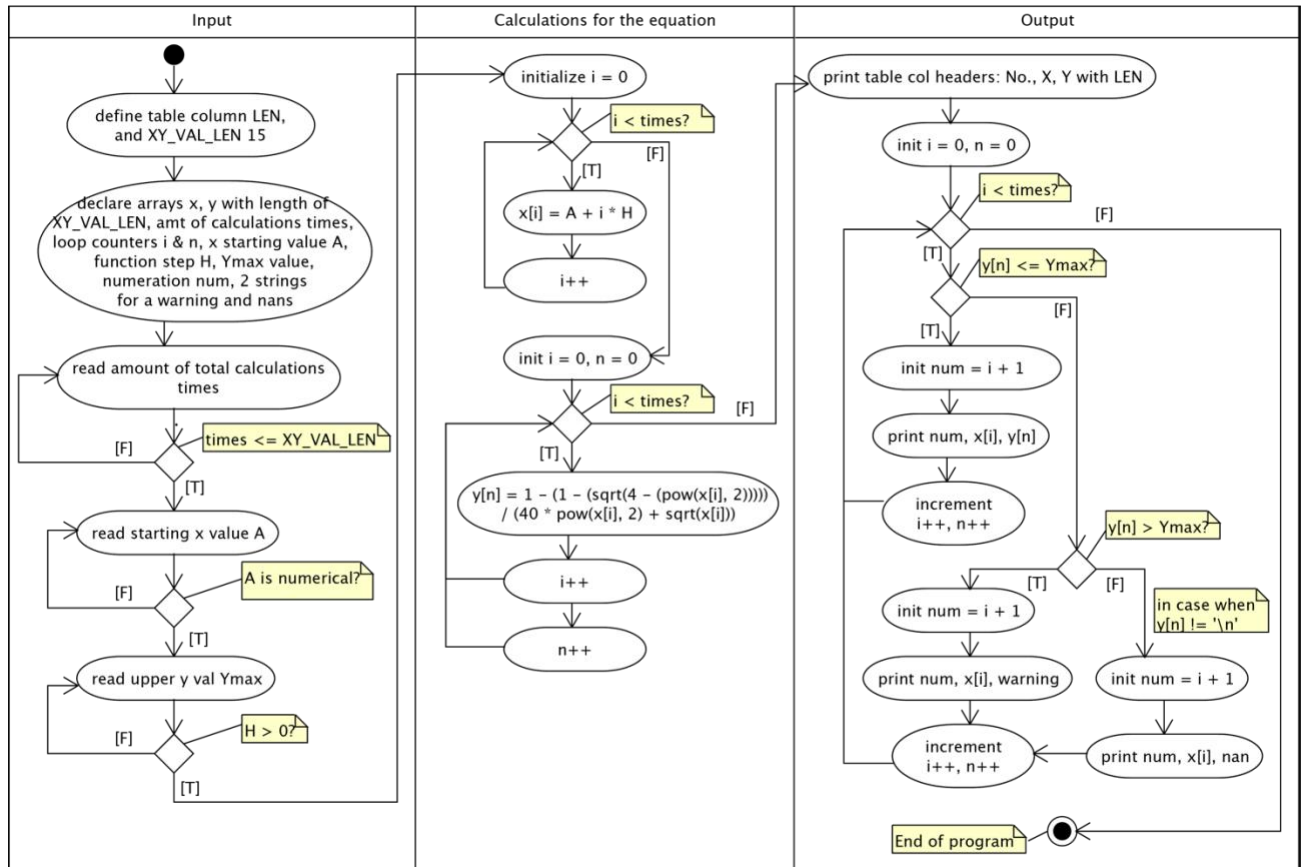 Input
Calculations for the equation
Output
define table column LEN,
and XY_VAL_LEN 15
declare arrays x, y with length of
XY_VAL_LEN, amt of calculations times,
loop counters i & n, x starting value A,
function step H, Ymax value,
numeration num, 2 strings
for a warning and nans
read amount of total calculations
times
times <= XY_VAL_LEN
[F]
[T]
read starting x value A
A is numerical?
[F]
[T]
read upper y val Ymax
H > 0?
[F]
[T]
initialize i = 0
i < times?
[F]
[T]
x[i] = A + i * H
i++
init i = 0, n = 0
i < times?
[F]
[T]
y[n] = 1 - (1 - (sqrt(4 - (pow(x[i], 2)))))
/ (40 * pow(x[i], 2) + sqrt(x[i]))
i++
n++
print table col headers: No., X, Y with LEN
init i = 0, n = 0
i < times?
[F]
[T]
y[n] <= Ymax?
[F]
[T]
init num = i + 1
print num, x[i], y[n]
increment
i++, n++
y[n] > Ymax?
[T]
[F]
init num = i + 1
in case when
y[n] != '\n'
print num, x[i], warning
init num = i + 1
increment
i++, n++
print num, x[i], nan
End of program